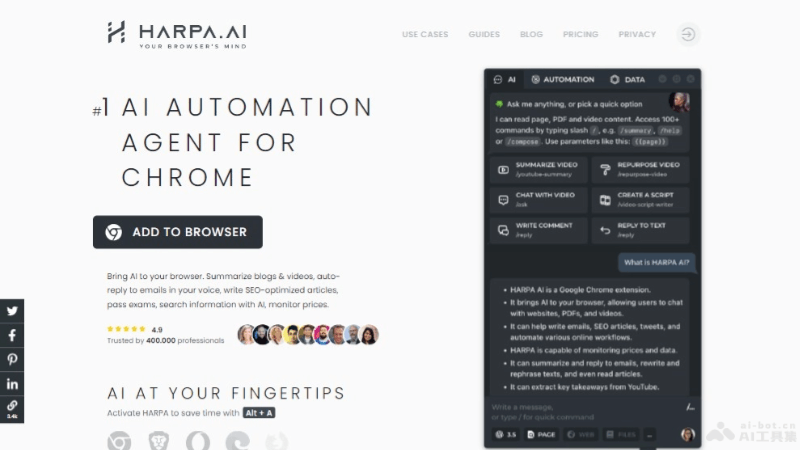 HARPA.AI
YOUR BROWSER'S MIND
USE CASES GUIDES BLOG PRICING PRIVACY
#1 AI AUTOMATION
AGENT FOR
CHROME
ADD TO BROWSER
Bring AI to your browser. Summarize blogs & videos, auto-
reply to emails in your voice, write SEO-optimized articles,
pass exams, search information with AI, monitor prices.
4.9
Trusted by 400.000 professionals
AI AT YOUR FINGERTIPS
Activate HARPA to save time with Alt + A
5.4k
AI AUTOMATION DATA
Ask me anything, or pick a quick option
I can read page, PDF and video content. Access 100+
commands by typing slash /, e.g. /summary, /help
or /compose. Use parameters like this: {{page}}
SUMMARIZE VIDEO
/youtube-summary
REPURPOSE VIDEO
/repurpose-video
CHAT WITH VIDEO
/ask
CREATE A SCRIPT
/video-script-writer
WRITE COMMENT
/reply
REPLY TO TEXT
/reply
What is HARPA AI?
• HARPA AI is a Google Chrome extension.
• It brings AI to your browser, allowing users to chat
with websites, PDFs, and videos.
• It can help write emails, SEO articles, tweets, and
automate various online workflows.
• HARPA is capable of monitoring prices and data.
• It can summarize and reply to emails, rewrite and
rephrase texts, and even read articles.
• It can extract key takeaways from YouTube.
Write a message,
or type / for quick command
3.5 PAGE WEB FILES ...
ai-bot.cn
AI工具集